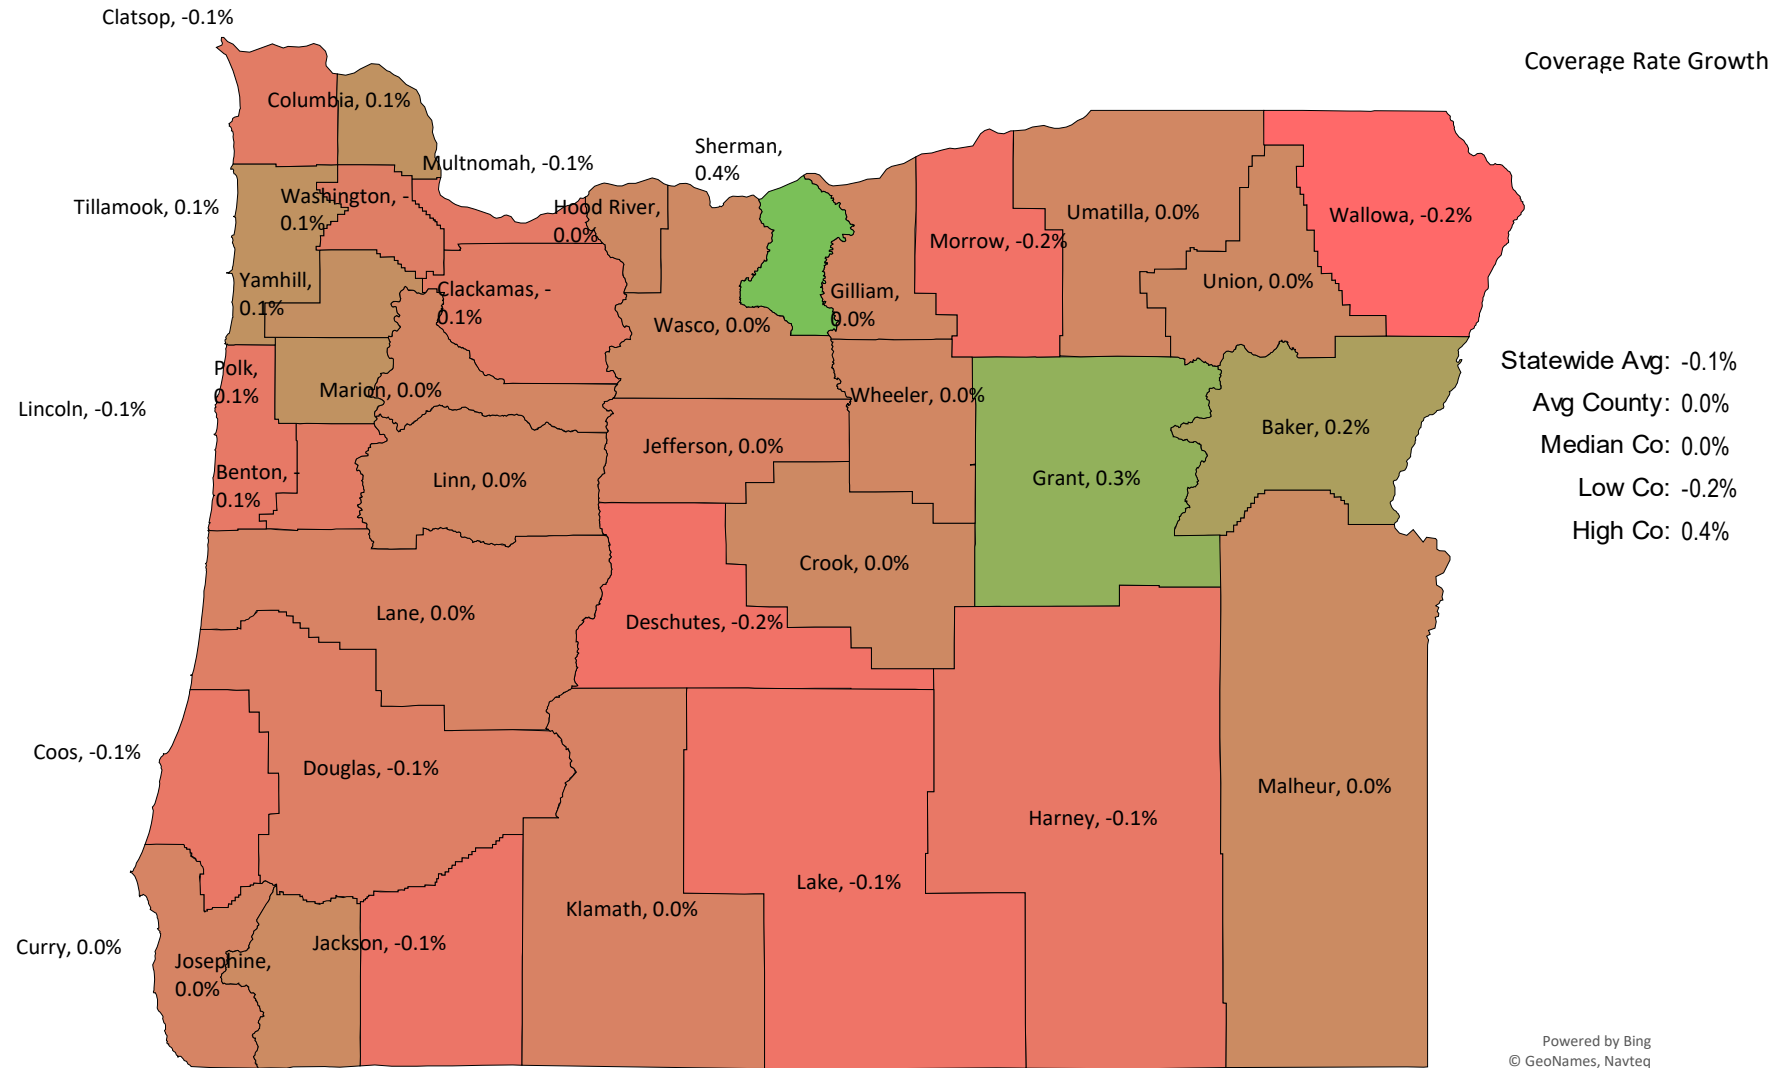 Clatsop, -0.1%
Coverage Rate Growth
Columbia, 0.1%
Sherman,
0.4%
Multnomah, -0.1%
Tillamook, 0.1%
Washington, -
0.1%
Hood River,
0.0%
Umatilla, 0.0%
Wallowa, -0.2%
Morrow, -0.2%
Yamhill,
0.1%
Clackamas, -
0.1%
Gilliam,
0.0%
Union, 0.0%
Wasco, 0.0%
Polk,
0.1%
Marion, 0.0%
Wheeler, 0.0%
Lincoln, -0.1%
Statewide Avg: -0.1%
Avg County: 0.0%
Median Co: 0.0%
Low Co: -0.2%
High Co: 0.4%
Baker, 0.2%
Jefferson, 0.0%
Benton, -
0.1%
Linn, 0.0%
Grant, 0.3%
Crook, 0.0%
Lane, 0.0%
Deschutes, -0.2%
Coos, -0.1%
Douglas, -0.1%
Malheur, 0.0%
Harney, -0.1%
Lake, -0.1%
Klamath, 0.0%
Curry, 0.0%
Jackson, -0.1%
Josephine,
0.0%
Powered by Bing
© GeoNames, Navteq